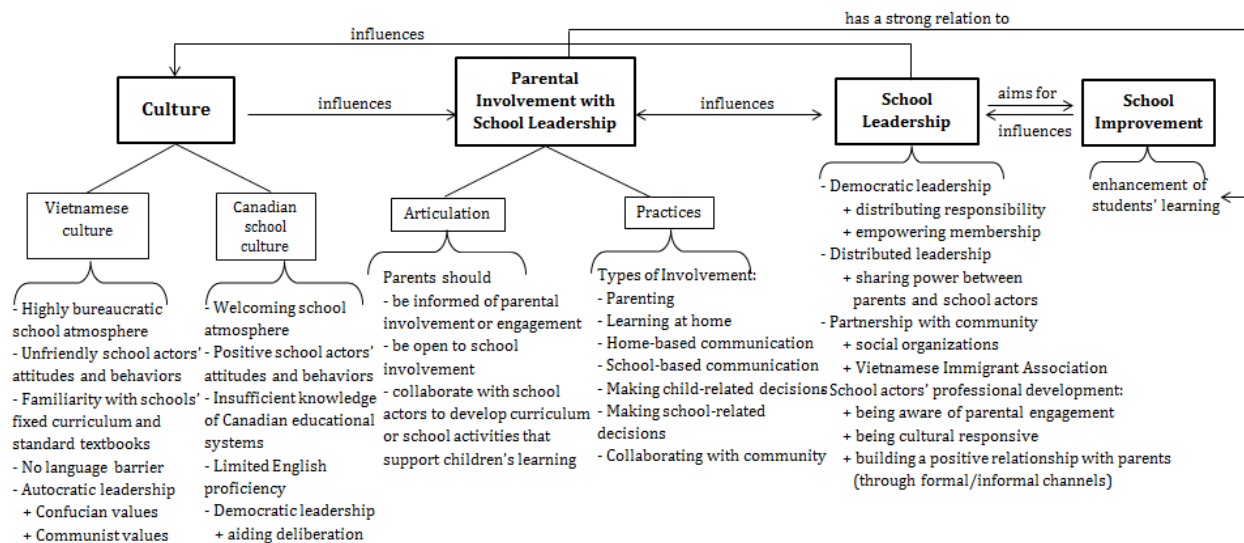 has a strong relation to
influences
Culture
influences
Parental
Involvement with
School Leadership
influences
School
Leadership
aims for
influences
School
Improvement
Vietnamese
culture
Canadian
school
culture
Articulation
Practices
- Highly bureaucratic
school atmosphere
- Unfriendly school actors'
attitudes and behaviors
- Familiarity with schools'
fixed curriculum and
standard textbooks
- No language barrier
- Autocratic leadership
+ Confucian values
+ Communist values
- Welcoming school
atmosphere
- Positive school actors'
attitudes and behaviors
- Insufficient knowledge
of Canadian educational
systems
- Limited English
proficiency
- Democratic leadership
+ aiding deliberation
Parents should
- be informed of parental
involvement or engagement
- be open to school
involvement
- collaborate with school
actors to develop curriculum
or school activities that
support children's learning
Types of Involvement:
- Parenting
- Learning at home
- Home-based communication
- School-based communication
- Making child-related decisions
- Making school-related
decisions
- Collaborating with community
- Democratic leadership
+ distributing responsibility
+ empowering membership
- Distributed leadership
+ sharing power between
parents and school actors
- Partnership with community
+ social organizations
+ Vietnamese Immigrant Association
- School actors' professional development:
+ being aware of parental engagement
+ being cultural responsive
+ building a positive relationship with parents
(through formal/informal channels)
enhancement of
students' learning